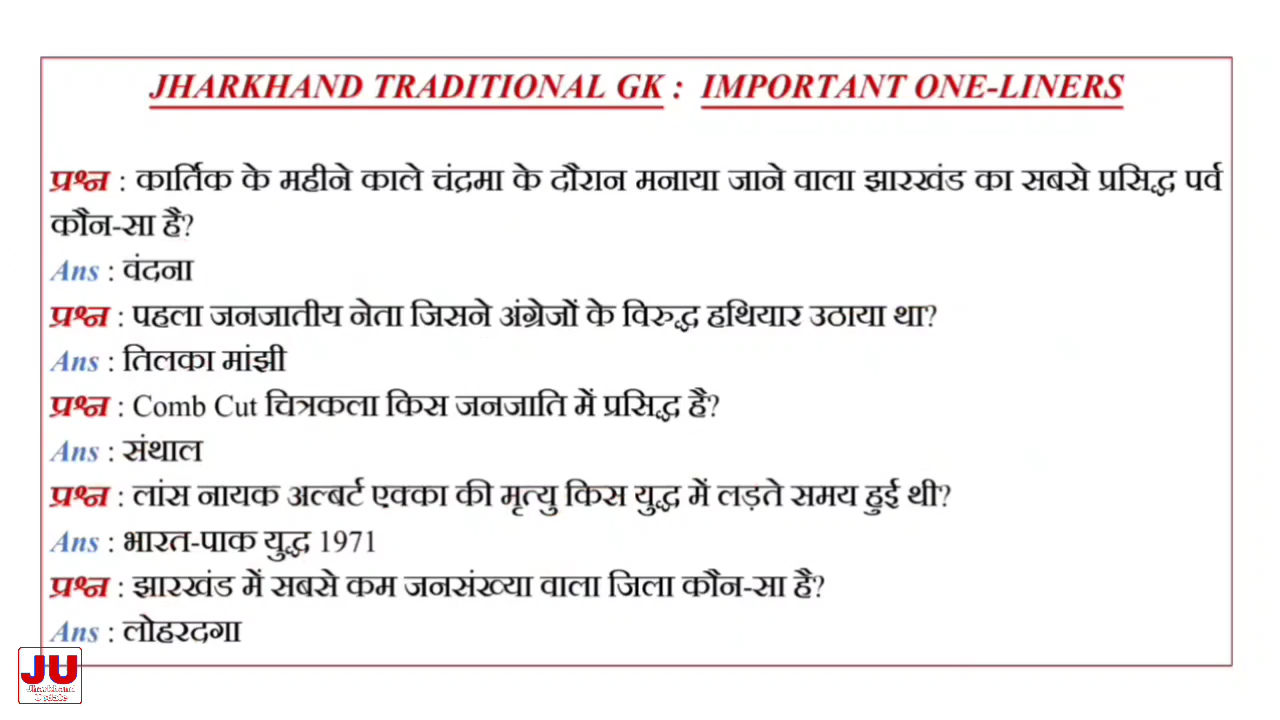 JHARKHAND TRADITIONAL GK : IMPORTANT ONE-LINERS
प्रश्न : कार्तिक के महीने काले चंद्रमा के दौरान मनाया जाने वाला झारखंड का सबसे प्रसिद्ध पर्व
कौन-सा है?
Ans : वंदना
प्रश्न : पहला जनजातीय नेता जिसने अंग्रेजों के विरुद्ध हथियार उठाया था?
Ans : तिलका मांझी
प्रश्न : Comb Cut चित्रकला किस जनजाति में प्रसिद्ध है?
Ans : संथाल
प्रश्न : लांस नायक अल्बर्ट एक्का की मृत्यु किस युद्ध में लड़ते समय हुई थी?
Ans : भारत-पाक युद्ध 1971
प्रश्न : झारखंड में सबसे कम जनसंख्या वाला जिला कौन-सा है?
Ans : लोहरदगा
JU
Jharkhand
Update